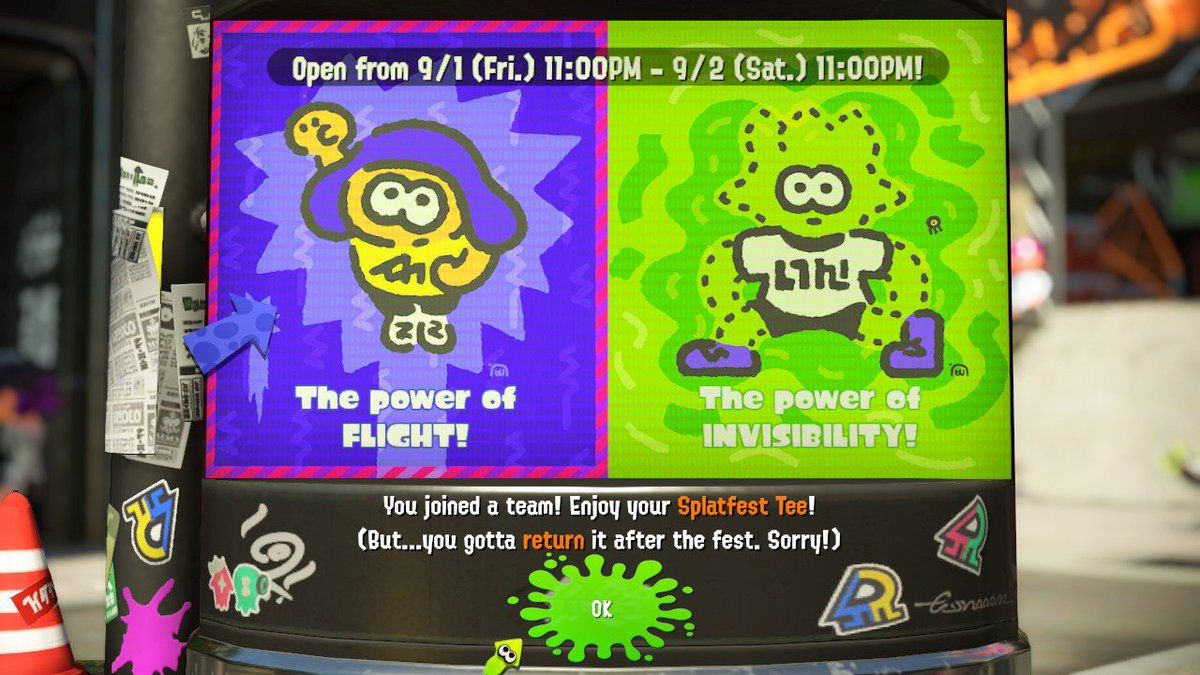 Open from 9/1 (Fri.) 11:00PM - 9/2 (Sat.) 11:00PM!
The power of
FLIGHT!
The power of
INVISIBILITY!
You joined a team! Enjoy your Splatfest Tee!
(But...you gotta return it after the fest. Sorry!)
OK